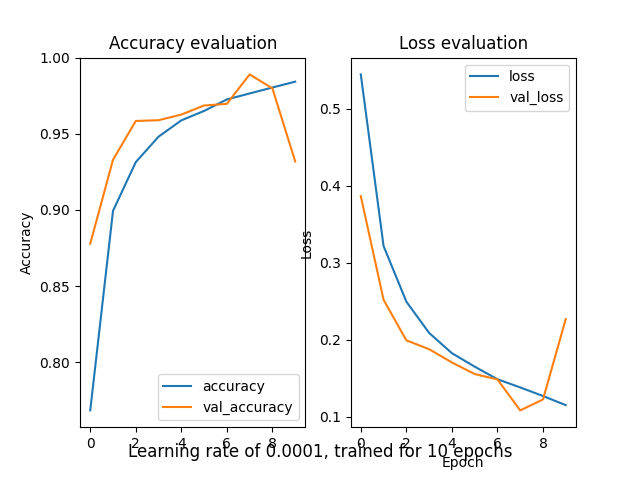 Accuracy evaluation
1.00
0.95
0.90
0.85
0.80
Accuracy
accuracy
val_accuracy
0 2 4 6 8
Loss evaluation
0.5
0.4
0.3
0.2
0.1
Loss
loss
val_loss
0 2 4 6 8
Epoch
Learning rate of 0.0001, trained for 10 epochs